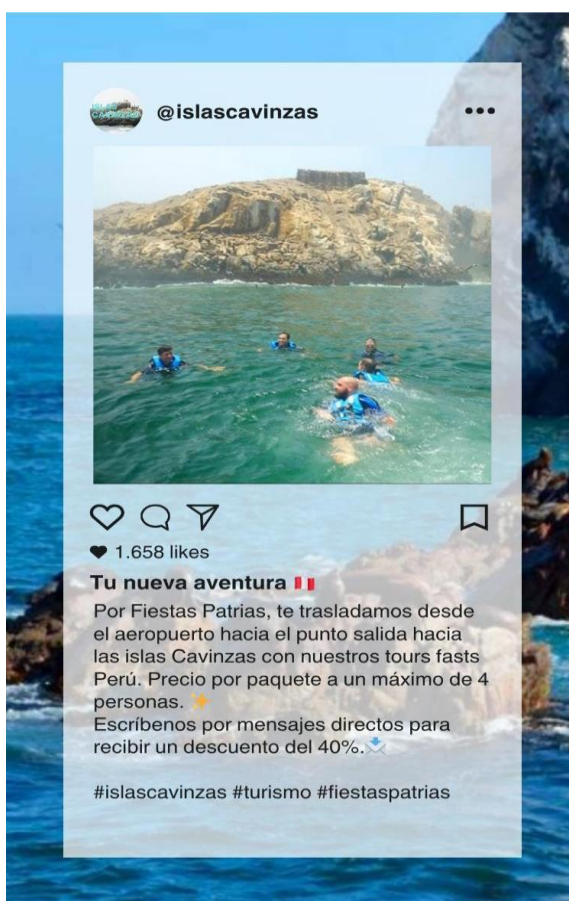 ISLAS
CAVINZAS
@islascavinzas
1.658 likes
Tu nueva aventura 🇵🇪
Por Fiestas Patrias, te trasladamos desde
el aeropuerto hacia el punto salida hacia
las islas Cavinzas con nuestros tours fasts
Perú. Precio por paquete a un máximo de 4
personas. ✨
Escríbenos por mensajes directos para
recibir un descuento del 40%.📩
#islascavinzas #turismo #fiestaspatrias